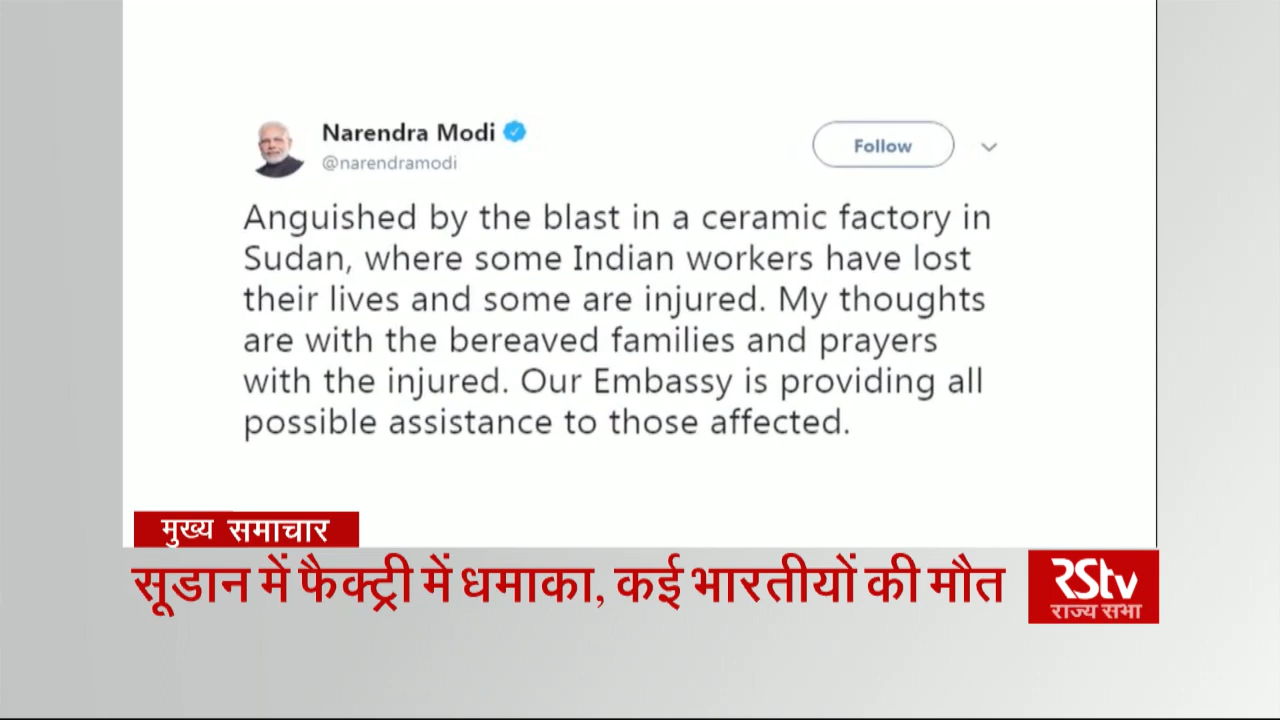 Narendra Modi
@narendramodi
Follow
Anguished by the blast in a ceramic factory in
Sudan, where some Indian workers have lost
their lives and some are injured. My thoughts
are with the bereaved families and prayers
with the injured. Our Embassy is providing all
possible assistance to those affected.
मुख्य समाचार
सूडान में फैक्ट्री में धमाका, कई भारतीयों की मौत
RStv
राज्य सभा